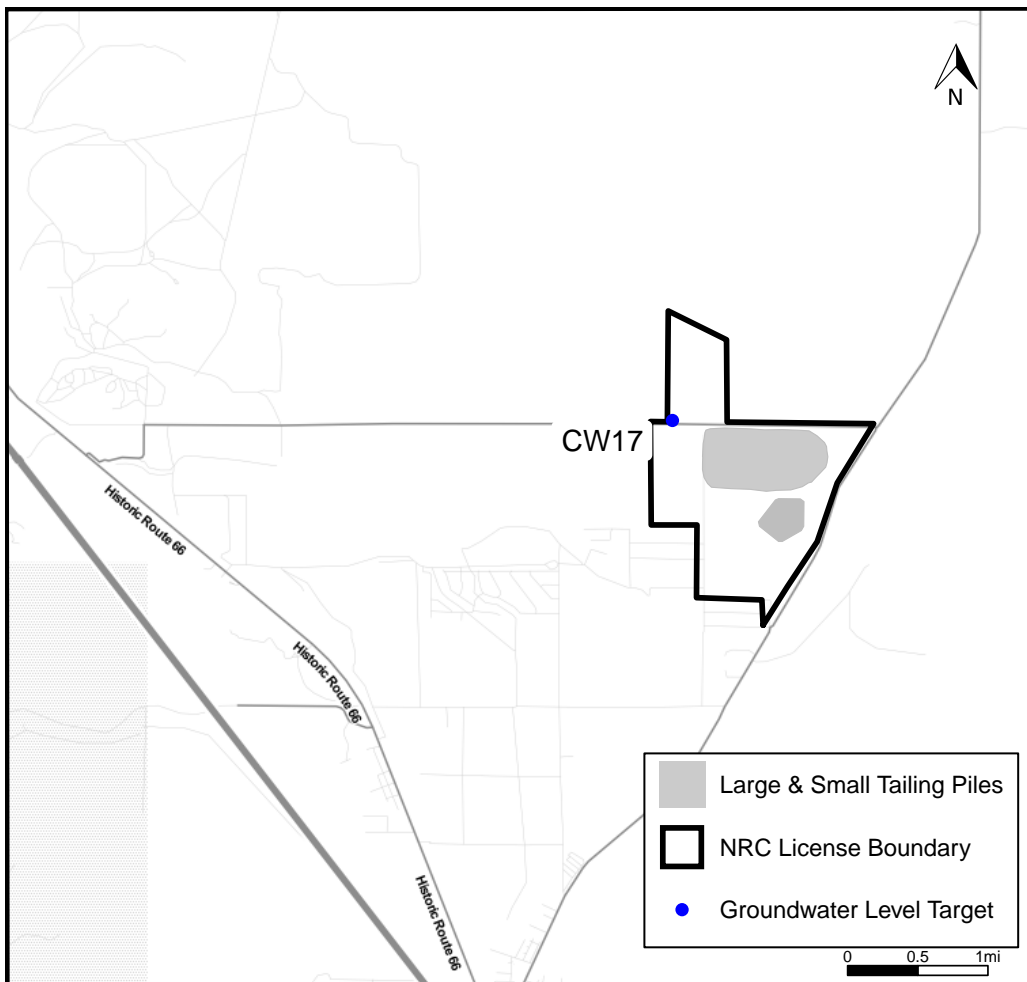 N
CW17
Historic Route 66
Historic Route 66
Historic Route 66
Large & Small Tailing Piles
NRC License Boundary
Groundwater Level Target
0 0.5 1mi